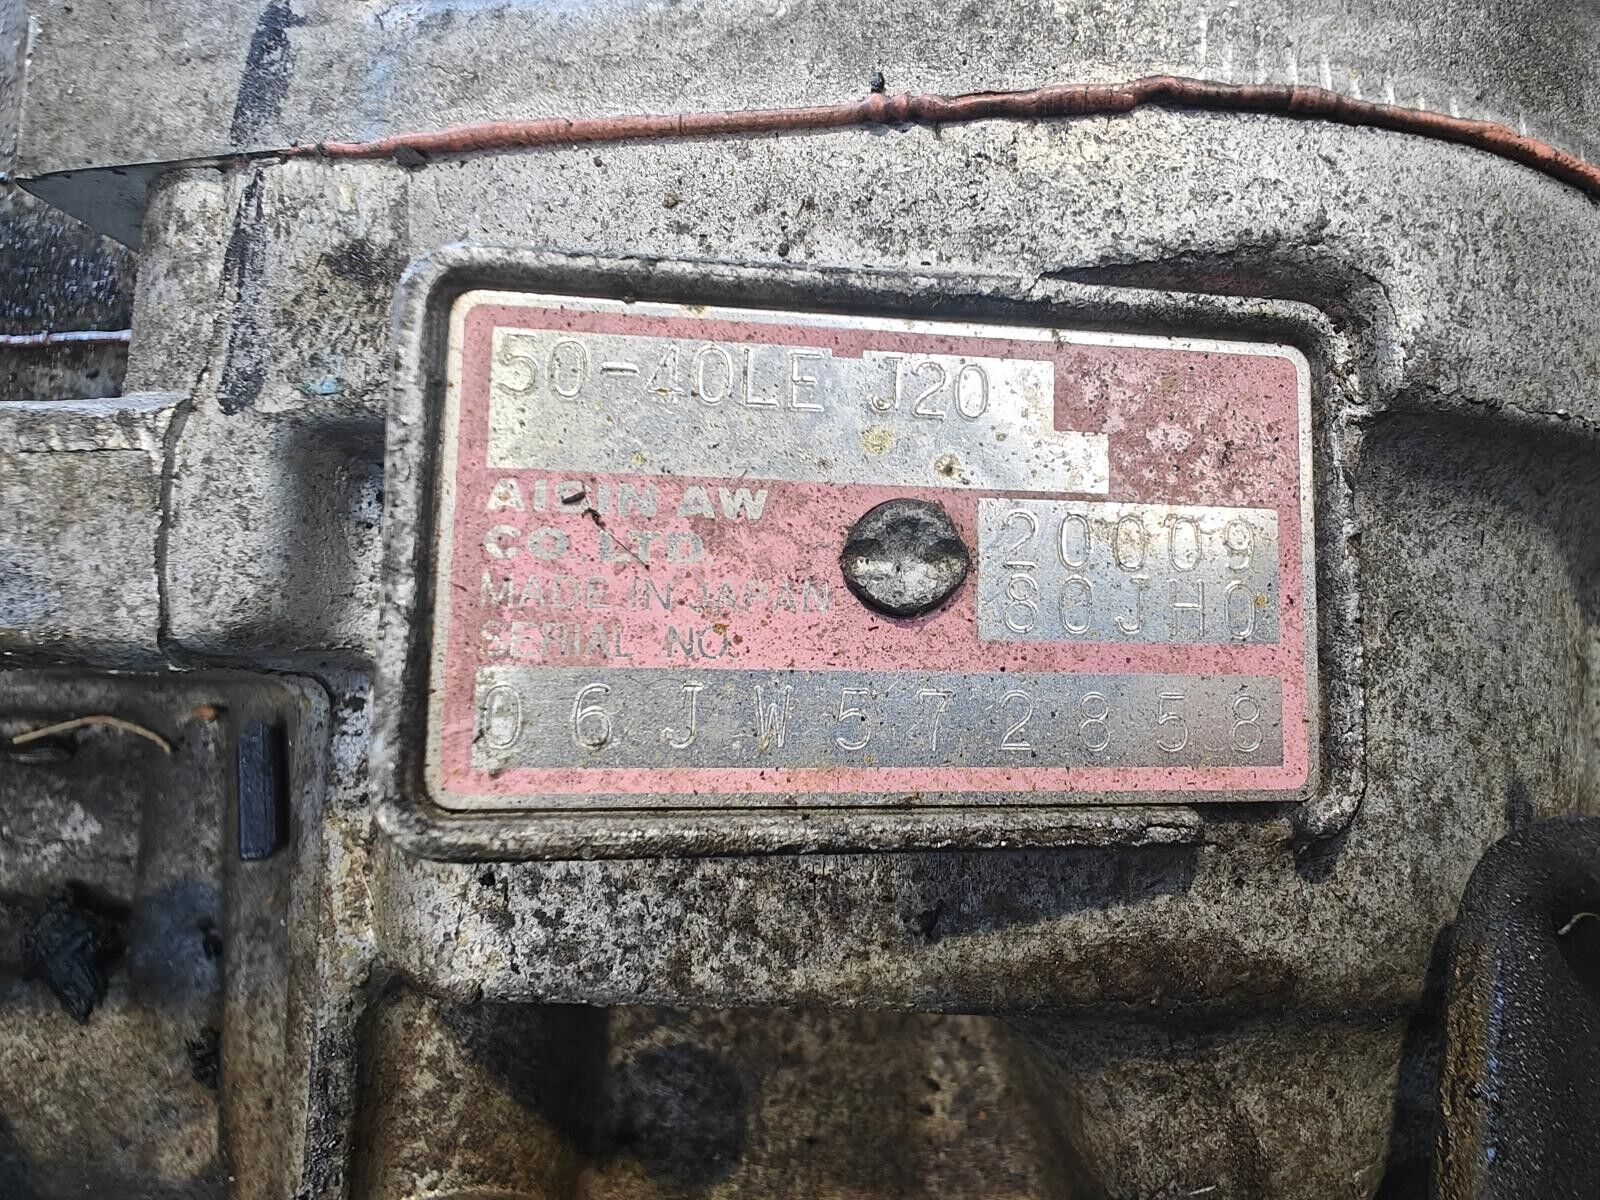 50-40LE J20
AISIN AW
CO.,LTD.
20009
MADE IN JAPAN
80JH0
SERIAL NO.
06JW572858